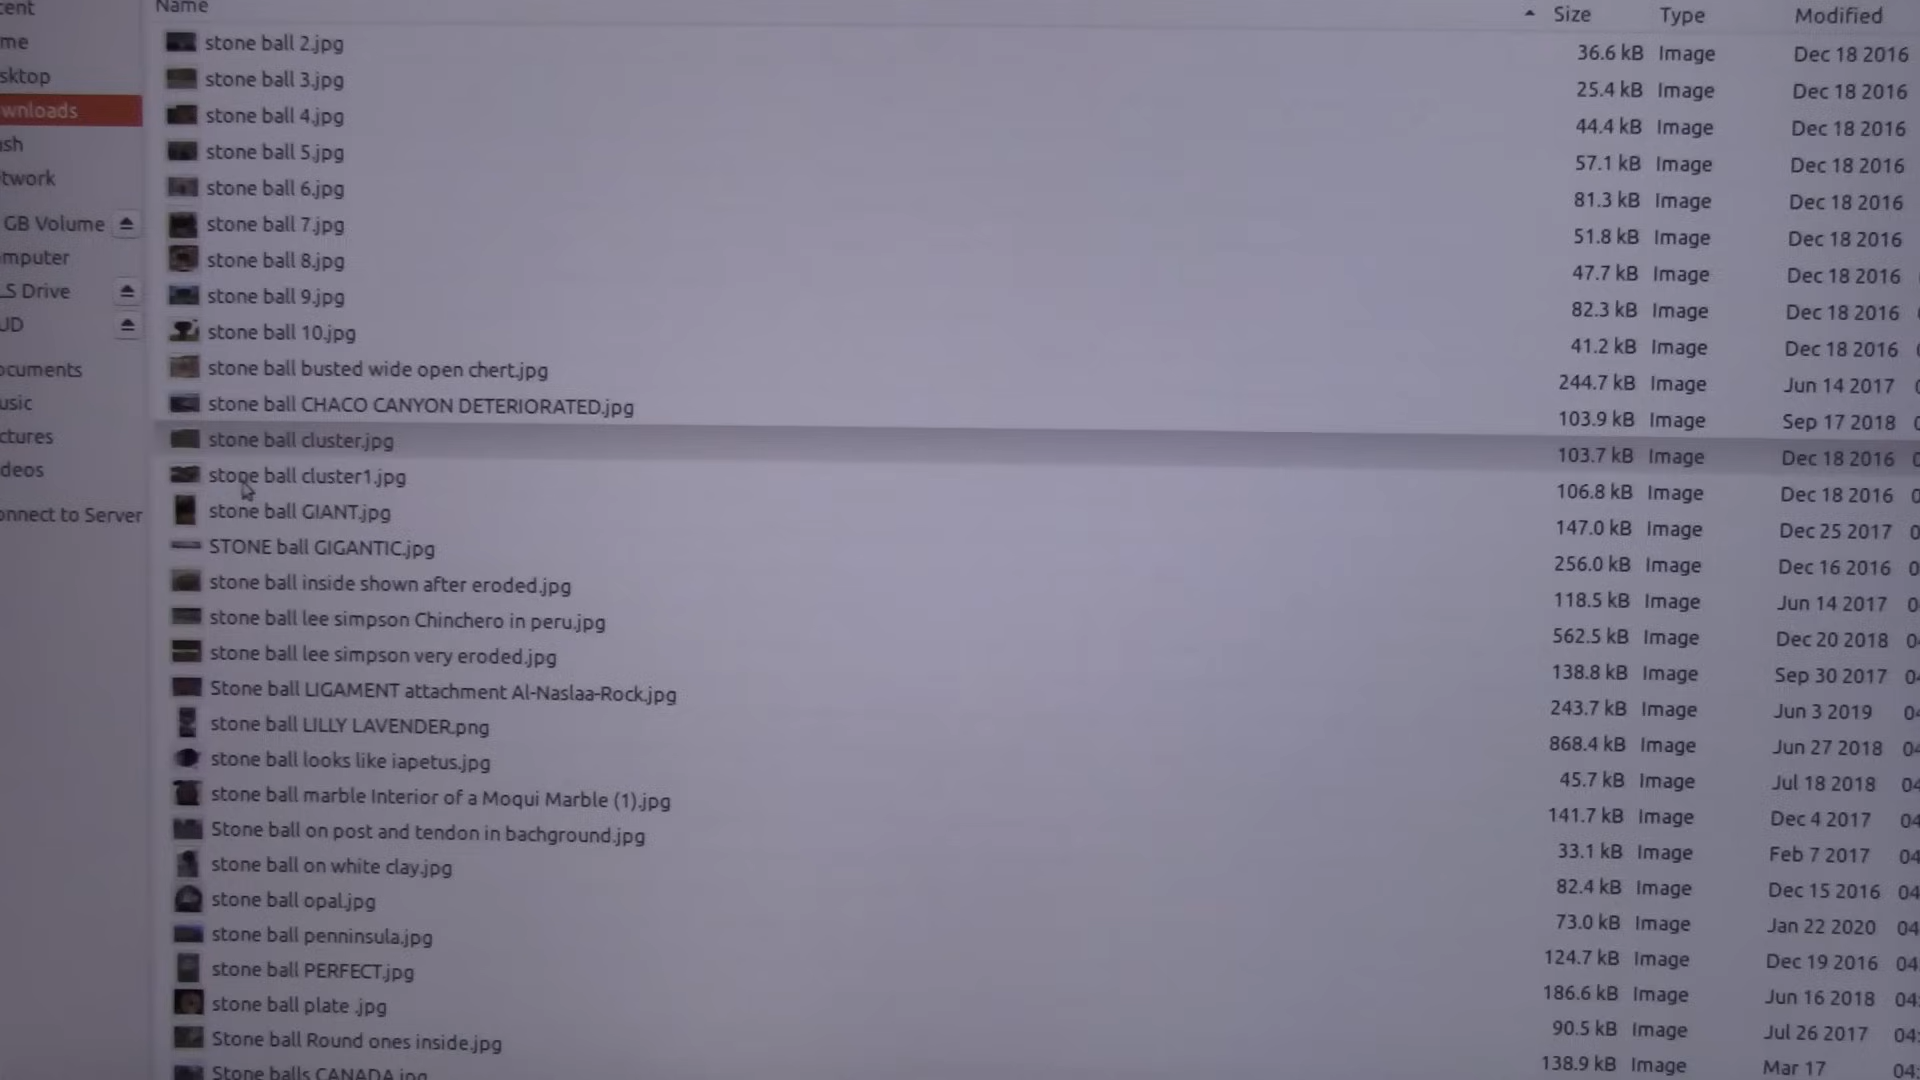 cent
me
sktop
wnloads
ash
twork
GB Volume
mputer
LS Drive
UD
ocuments
usic
ctures
deos
onnect to Server
Name Size Type Modified
stone ball 2.jpg 36.6 kB Image Dec 18 2016
stone ball 3.jpg 25.4 kB Image Dec 18 2016
stone ball 4.jpg 44.4 kB Image Dec 18 2016
stone ball 5.jpg 57.1 kB Image Dec 18 2016
stone ball 6.jpg 81.3 kB Image Dec 18 2016
stone ball 7.jpg 51.8 kB Image Dec 18 2016
stone ball 8.jpg 47.7 kB Image Dec 18 2016
stone ball 9.jpg 82.3 kB Image Dec 18 2016
stone ball 10.jpg 41.2 kB Image Dec 18 2016
stone ball busted wide open chert.jpg 244.7 kB Image Jun 14 2017
stone ball CHACO CANYON DETERIORATED.jpg 103.9 kB Image Sep 17 2018
stone ball cluster.jpg 103.7 kB Image Dec 18 2016
stone ball cluster1.jpg 106.8 kB Image Dec 18 2016
stone ball GIANT.jpg 147.0 kB Image Dec 25 2017
STONE ball GIGANTIC.jpg 256.0 kB Image Dec 16 2016
stone ball inside shown after eroded.jpg 118.5 kB Image Jun 14 2017
stone ball lee simpson Chinchero in peru.jpg 562.5 kB Image Dec 20 2018
stone ball lee simpson very eroded.jpg 138.8 kB Image Sep 30 2017
Stone ball LIGAMENT attachment Al-Naslaa-Rock.jpg 243.7 kB Image Jun 3 2019
stone ball LILLY LAVENDER.png 868.4 kB Image Jun 27 2018
stone ball looks like iapetus.jpg 45.7 kB Image Jul 18 2018
stone ball marble Interior of a Moqui Marble (1).jpg 141.7 kB Image Dec 4 2017
Stone ball on post and tendon in bachground.jpg 33.1 kB Image Feb 7 2017
stone ball on white clay.jpg 82.4 kB Image Dec 15 2016 04
stone ball opal.jpg 73.0 kB Image Jan 22 2020 04
stone ball penninsula.jpg 124.7 kB Image Dec 19 2016 04
stone ball PERFECT.jpg 186.6 kB Image Jun 16 2018 04
stone ball plate .jpg 90.5 kB Image Jul 26 2017 04
Stone ball Round ones inside.jpg 138.9 kB Image Mar 17 04
Stone balls CANADA.jpg